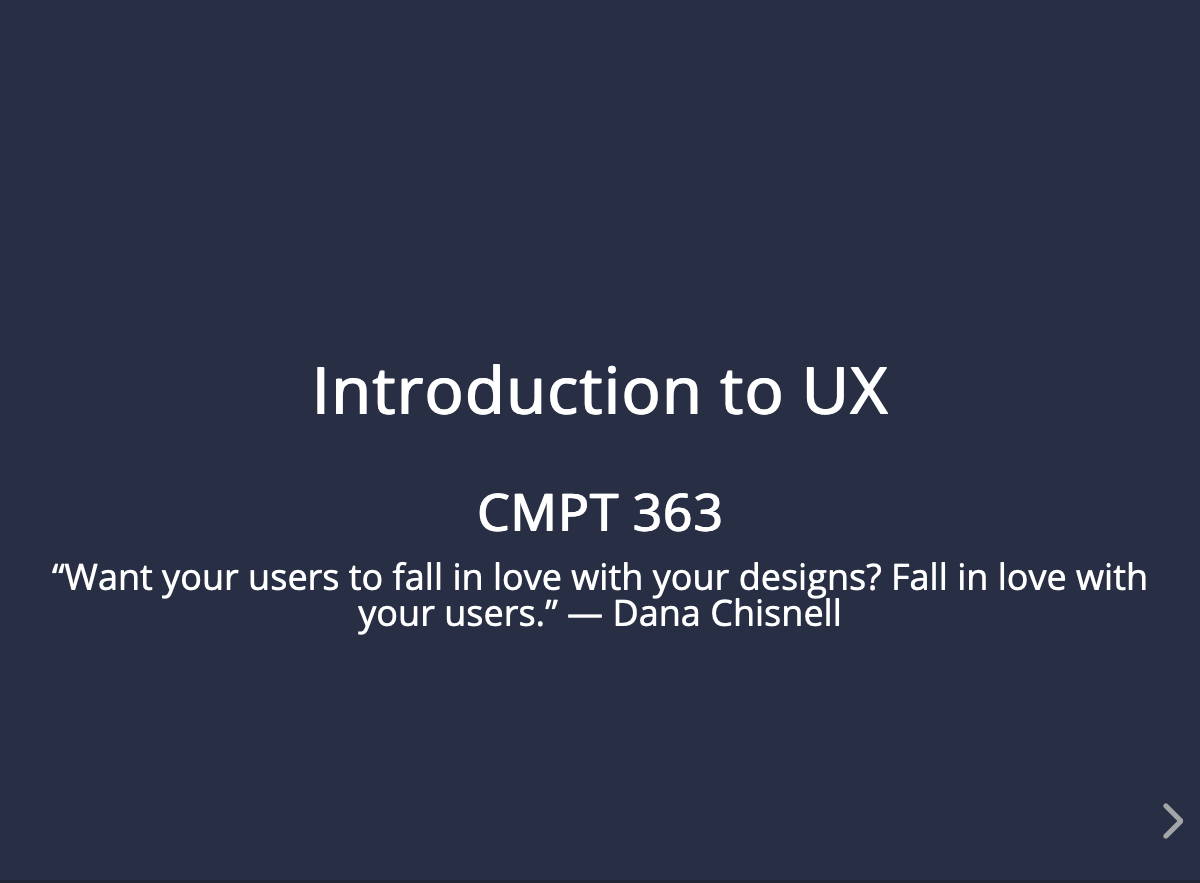 Introduction to UX
CMPT 363
“Want your users to fall in love with your designs? Fall in love with
your users.” — Dana Chisnell